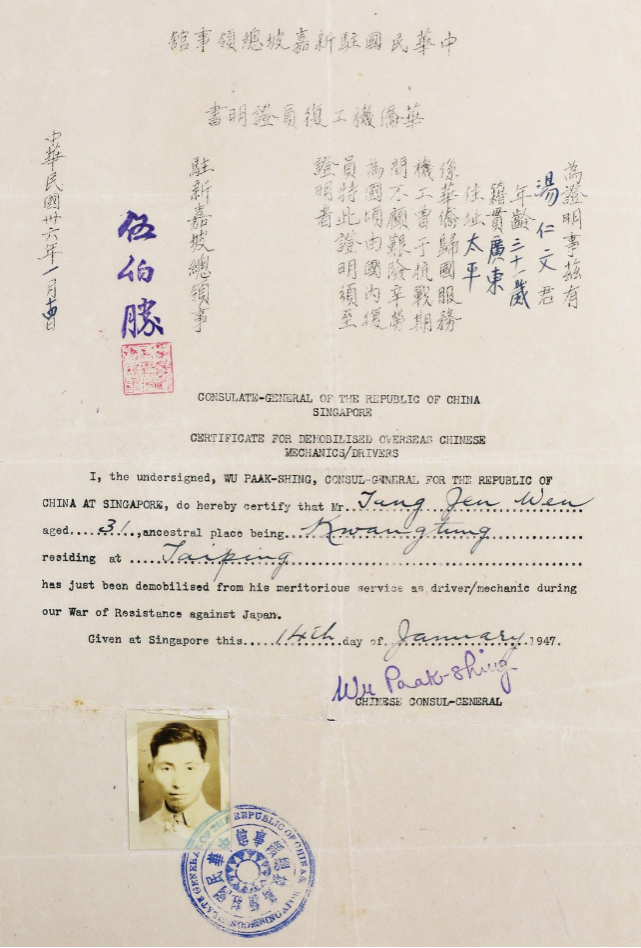 中華民國駐新嘉坡總領事館
華僑機工復員證明書
為證明事茲有
湯仁文君
年齡三十一歲
籍貫廣東
住址太平
係華僑歸國服務
機工曾于抗戰期
間不顧艱險辛勞
為國頃由國內復
員特此證明須至
證明者
駐新嘉坡總領事
伍伯勝
中華民國卅六年一月十四日
CONSULATE-GENERAL OF THE REPUBLIC OF CHINA
SINGAPORE
CERTIFICATE FOR DEMOBILISED OVERSEAS CHINESE
MECHANICS/DRIVERS
I, the undersigned, WU PAAK-SHING, CONSUL-GENERAL FOR THE REPUBLIC OF
CHINA AT SINGAPORE, do hereby certify that Mr. Tang Jen Wen
aged....31.,ancestral place being. Kwangtung
residing at Taiping
has just been demobilised from his meritorious service as driver/mechanic during
our War of Resistance against Japan.
Given at Singapore this....14th.day of.January.1947.
Wu Paak-shing.
CHINESE CONSUL-GENERAL